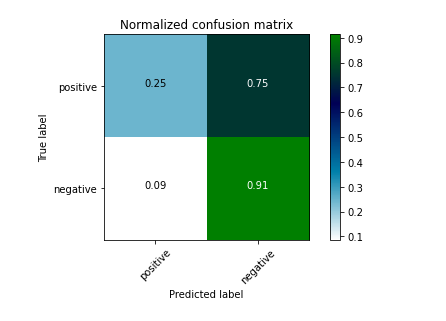 Normalized confusion matrix
True label
positive
0.25
0.75
negative
0.09
0.91
positive
negative
Predicted label
0.9
0.8
0.7
0.6
0.5
0.4
0.3
0.2
0.1